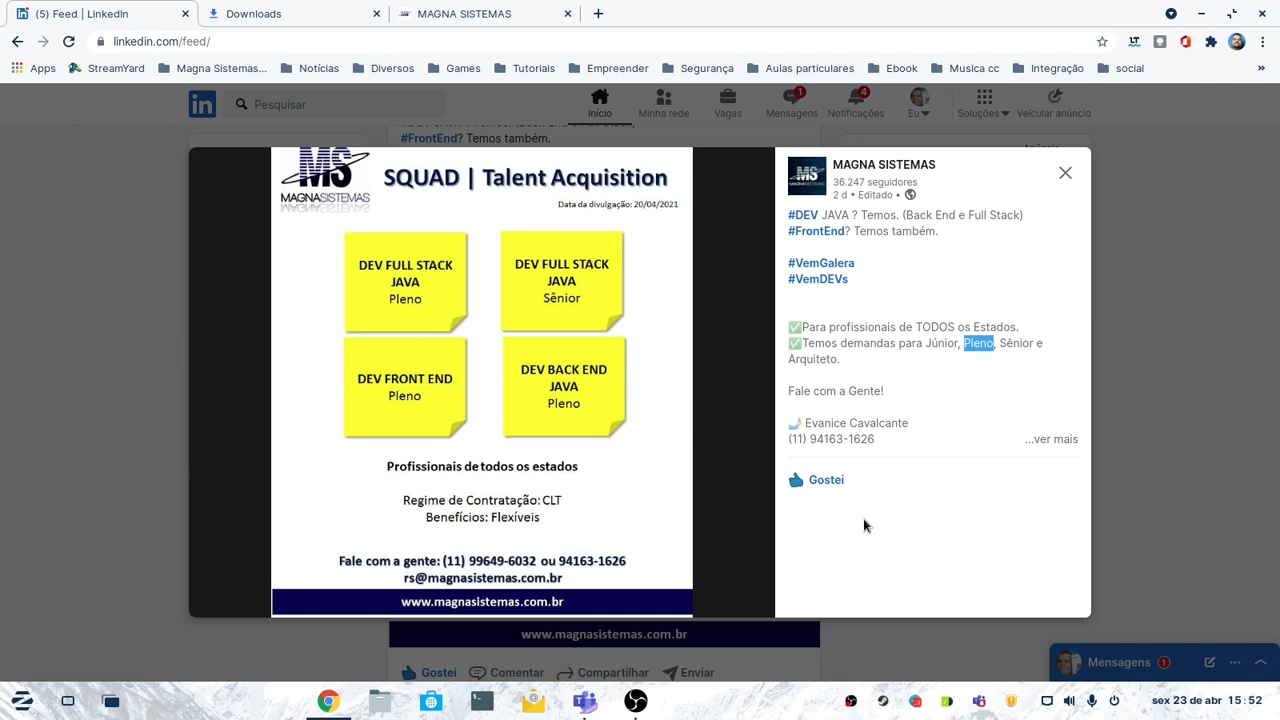 (5) Feed | LinkedIn
Downloads
MAGNA SISTEMAS
linkedin.com/feed/
Apps
StreamYard
Magna Sistemas...
Notícias
Diversos
Games
Tutoriais
Empreender
Segurança
Aulas particulares
Ebook
Musica cc
Integração
social
»
in
Pesquisar
Início
Minha rede
Vagas
1
Mensagens
4
Notificações
Eu
Soluções
Veicular anúncio
#FrontEnd? Temos também.
MS
MAGNASISTEMAS
SQUAD | Talent Acquisition
Data da divulgação: 20/04/2021
DEV FULL STACK
JAVA
Pleno
DEV FULL STACK
JAVA
Sênior
DEV FRONT END
Pleno
DEV BACK END
JAVA
Pleno
Profissionais de todos os estados
Regime de Contratação: CLT
Benefícios: Flexíveis
Fale com a gente: (11) 99649-6032 ou 94163-1626
rs@magnasistemas.com.br
www.magnasistemas.com.br
MAGNA SISTEMAS
36.247 seguidores
2 d • Editado •
#DEV JAVA ? Temos. (Back End e Full Stack)
#FrontEnd? Temos também.
#VemGalera
#VemDEVs
✅Para profissionais de TODOS os Estados.
✅Temos demandas para Júnior, Pleno, Sênior e
Arquiteto.
Fale com a Gente!
🤳 Evanice Cavalcante
(11) 94163-1626
...ver mais
Gostei
www.magnasistemas.com.br
Gostei
Comentar
Compartilhar
Enviar
Mensagens
1
sex 23 de abr 15:52